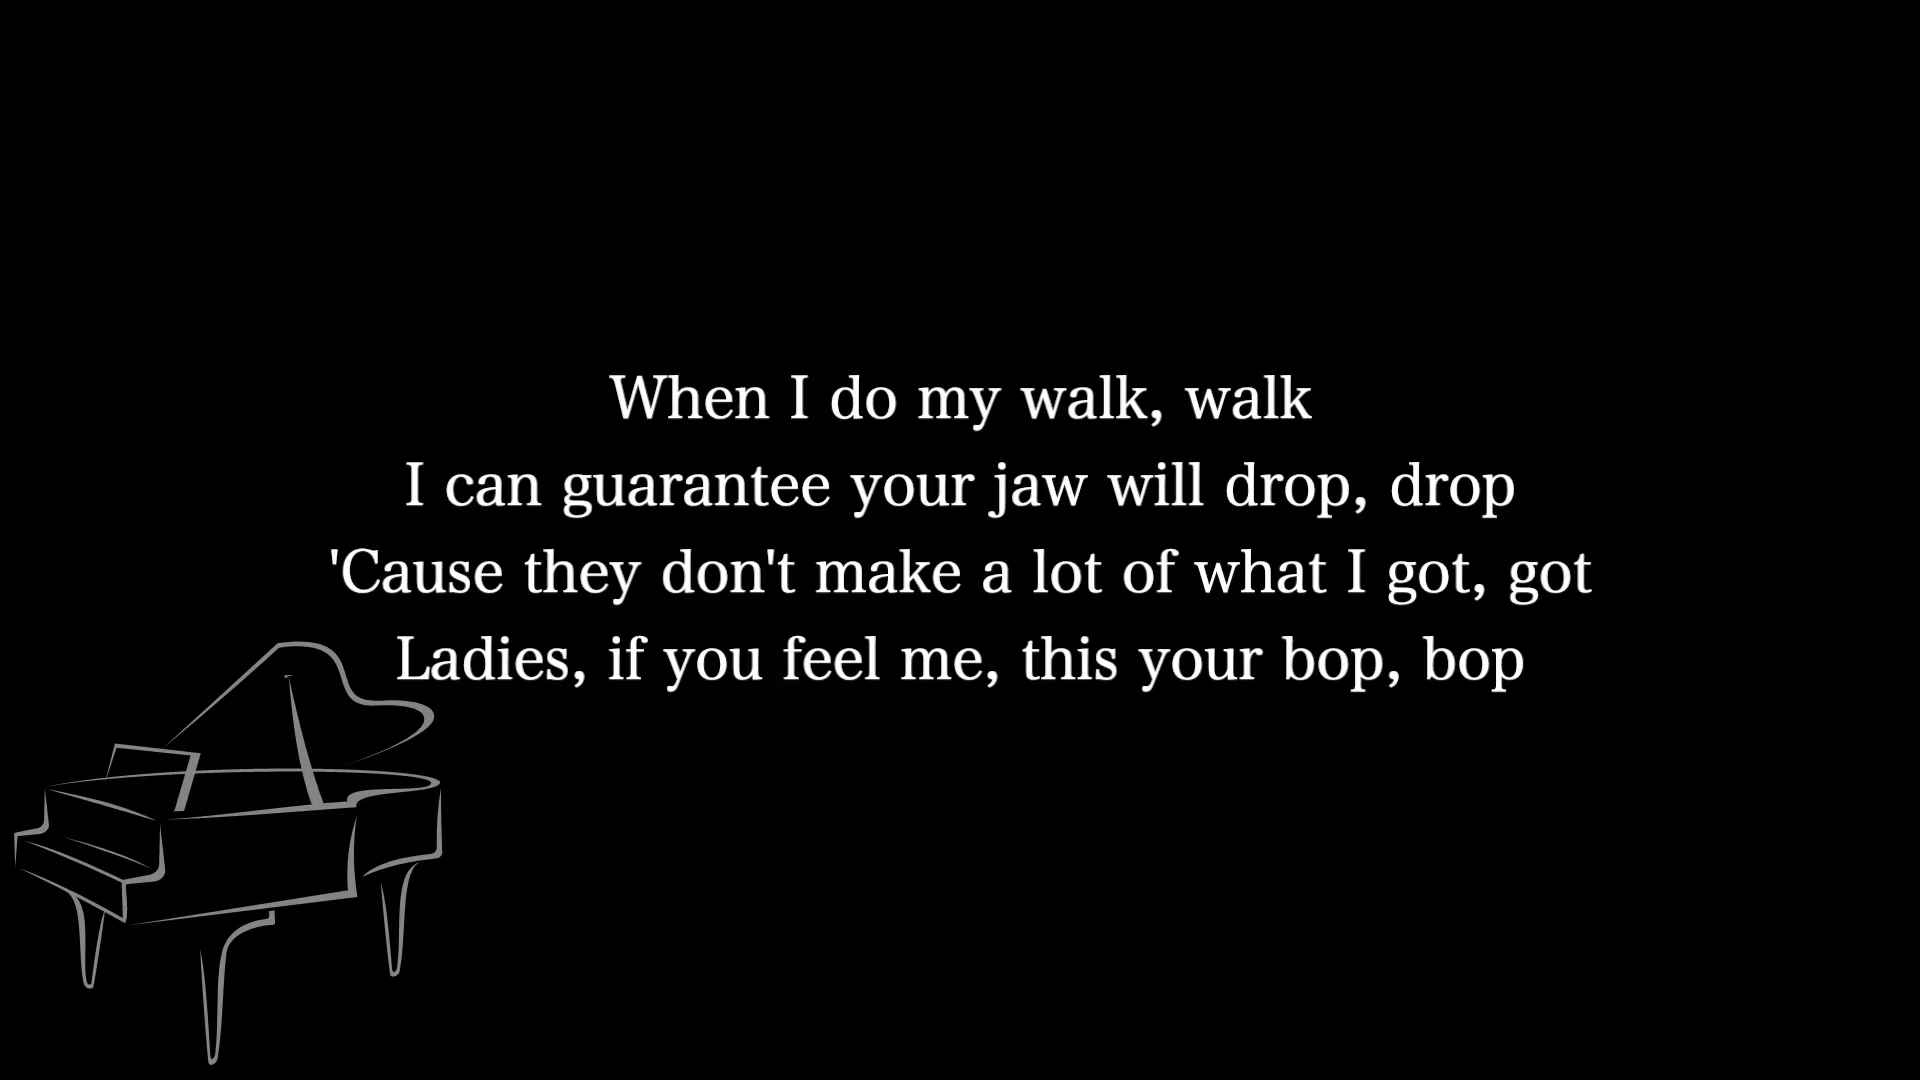 When I do my walk, walk
I can guarantee your jaw will drop, drop
'Cause they don't make a lot of what I got, got
Ladies, if you feel me, this your bop, bop